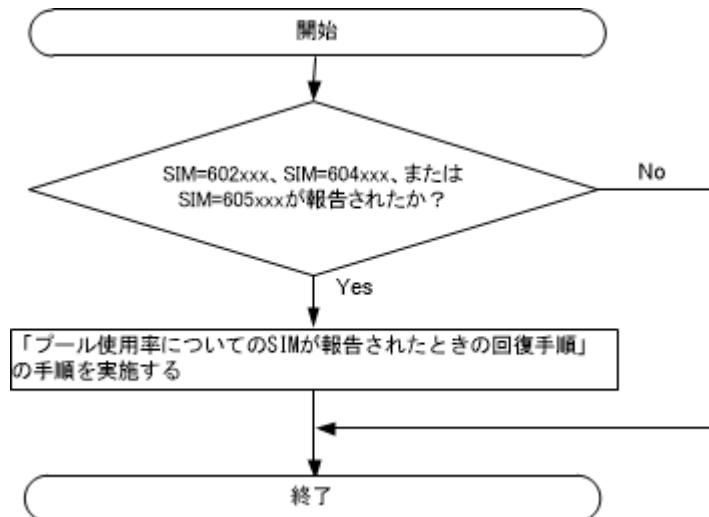 開始
SIM=602xxx、SIM=604xxx、または
SIM=605xxxが報告されたか？
No
Yes
「プール使用率についてのSIMが報告されたときの回復手順」
の手順を実施する
終了